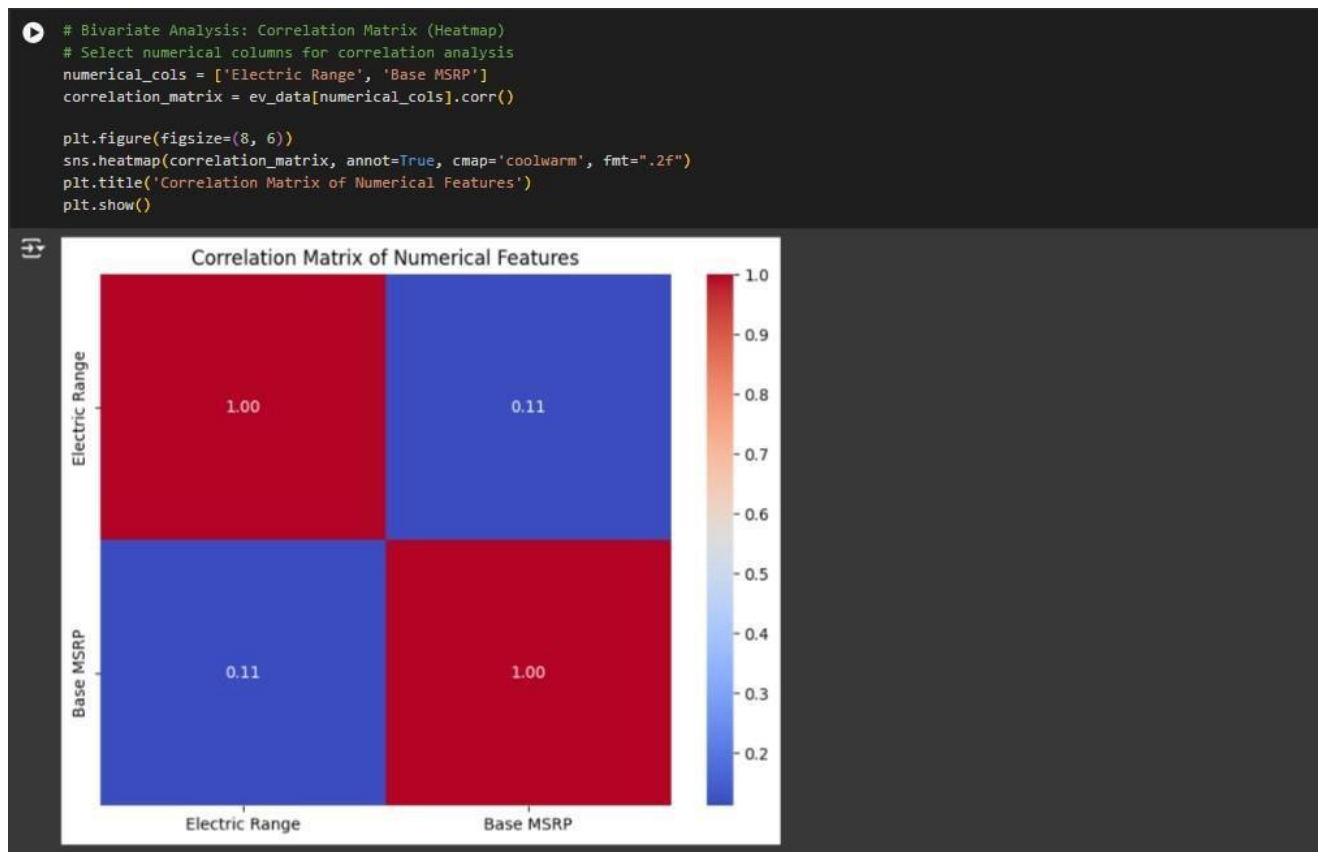 # Bivariate Analysis: Correlation Matrix (Heatmap)
# Select numerical columns for correlation analysis
numerical_cols = ['Electric Range', 'Base MSRP']
correlation_matrix = ev_data[numerical_cols].corr()
plt.figure(figsize=(8, 6))
sns.heatmap(correlation_matrix, annot=True, cmap='coolwarm', fmt=".2f")
plt.title('Correlation Matrix of Numerical Features')
plt.show()
Correlation Matrix of Numerical Features
Electric Range
1.00
0.11
Base MSRP
0.11
1.00
Electric Range
Base MSRP
1.0
0.9
0.8
0.7
0.6
0.5
0.4
0.3
0.2